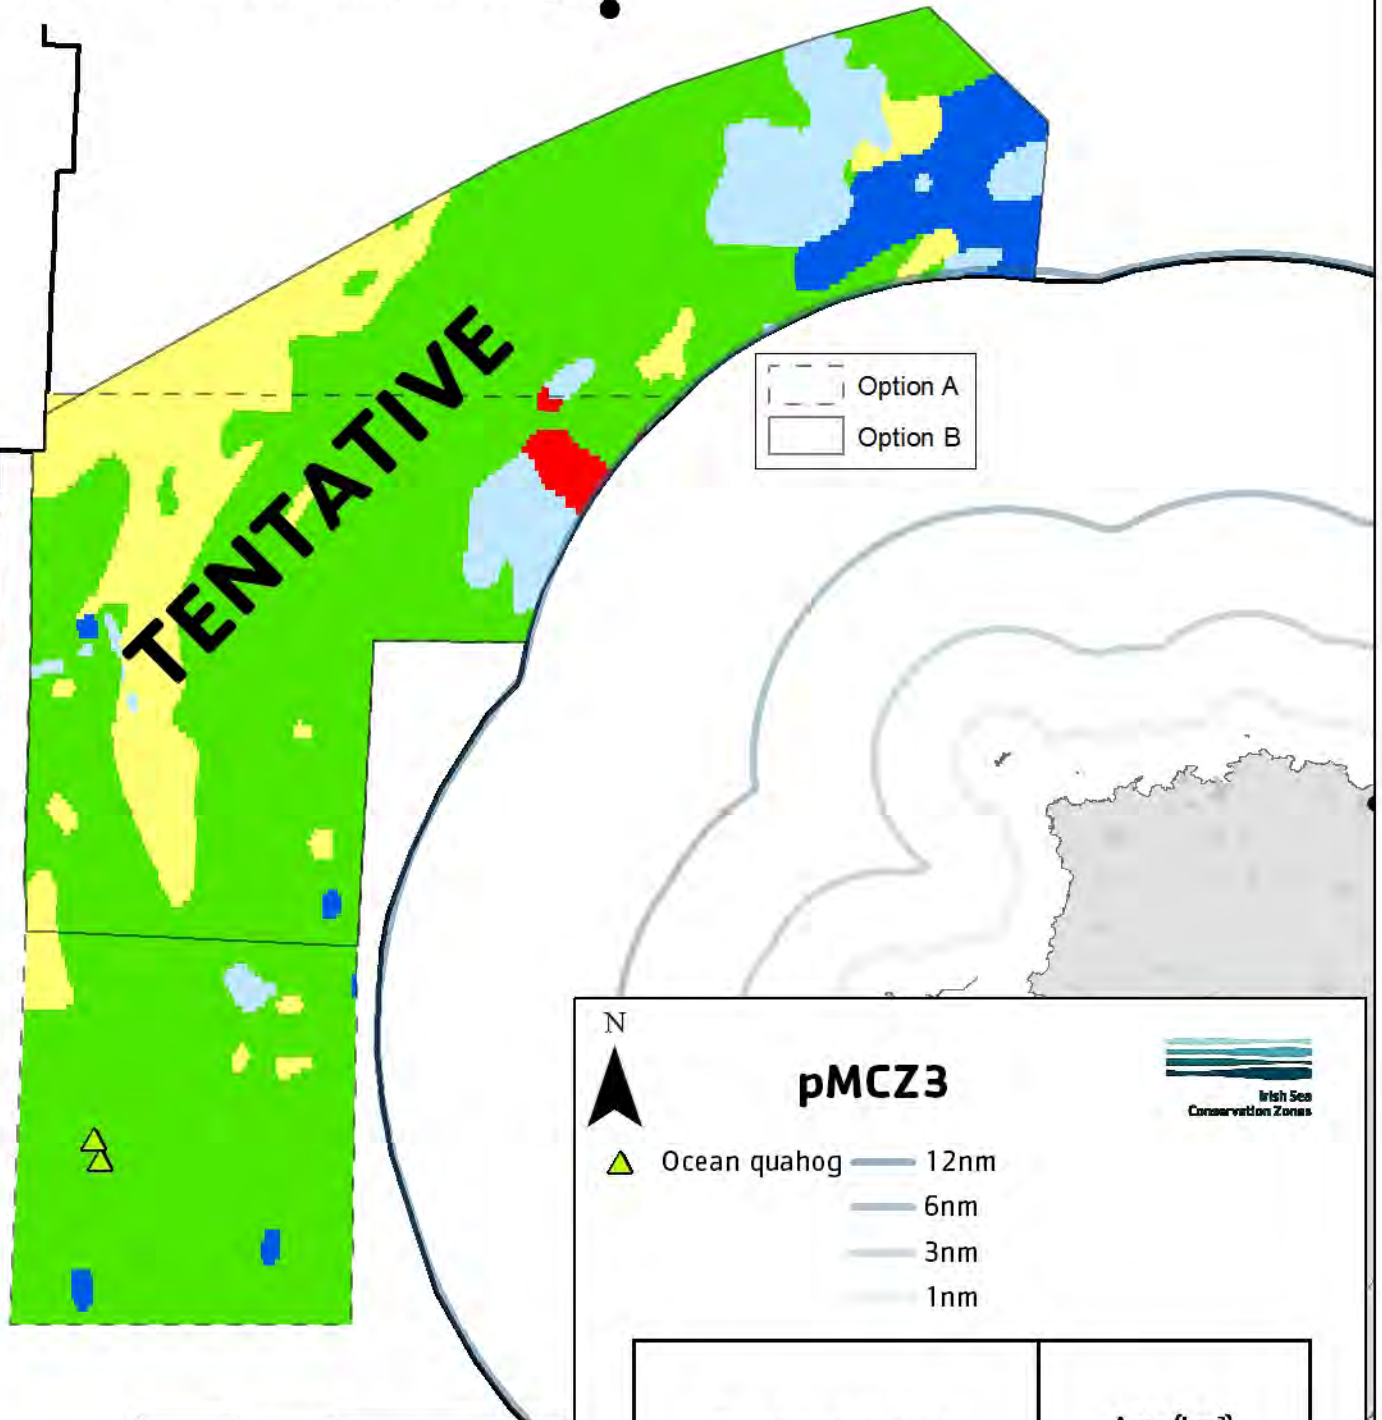 TENTATIVE
Option A
Option B
N
pMCZ3
Irish Sea
Conservation Zones
Ocean quahog
12nm
6nm
3nm
1nm